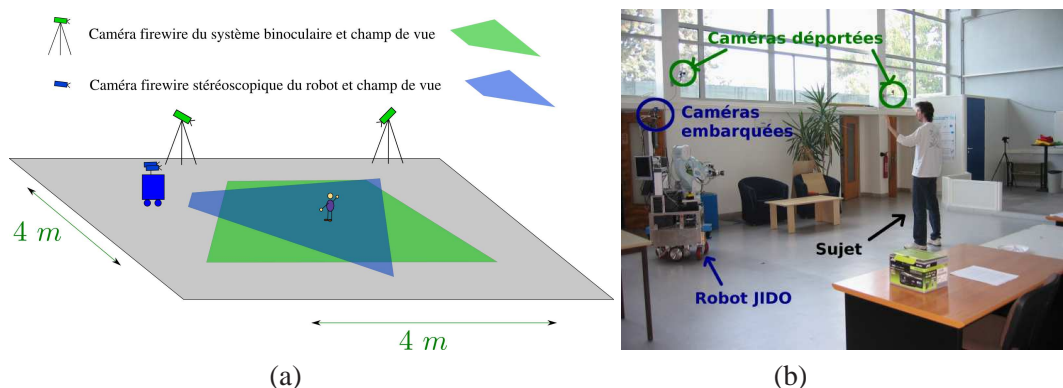 Caméra firewire du système binoculaire et champ de vue
Caméra firewire stéréoscopique du robot et champ de vue
4 m
4 m
(a)
Caméras déportées
Caméras
embarquées
Sujet
Robot JIDO
(b)